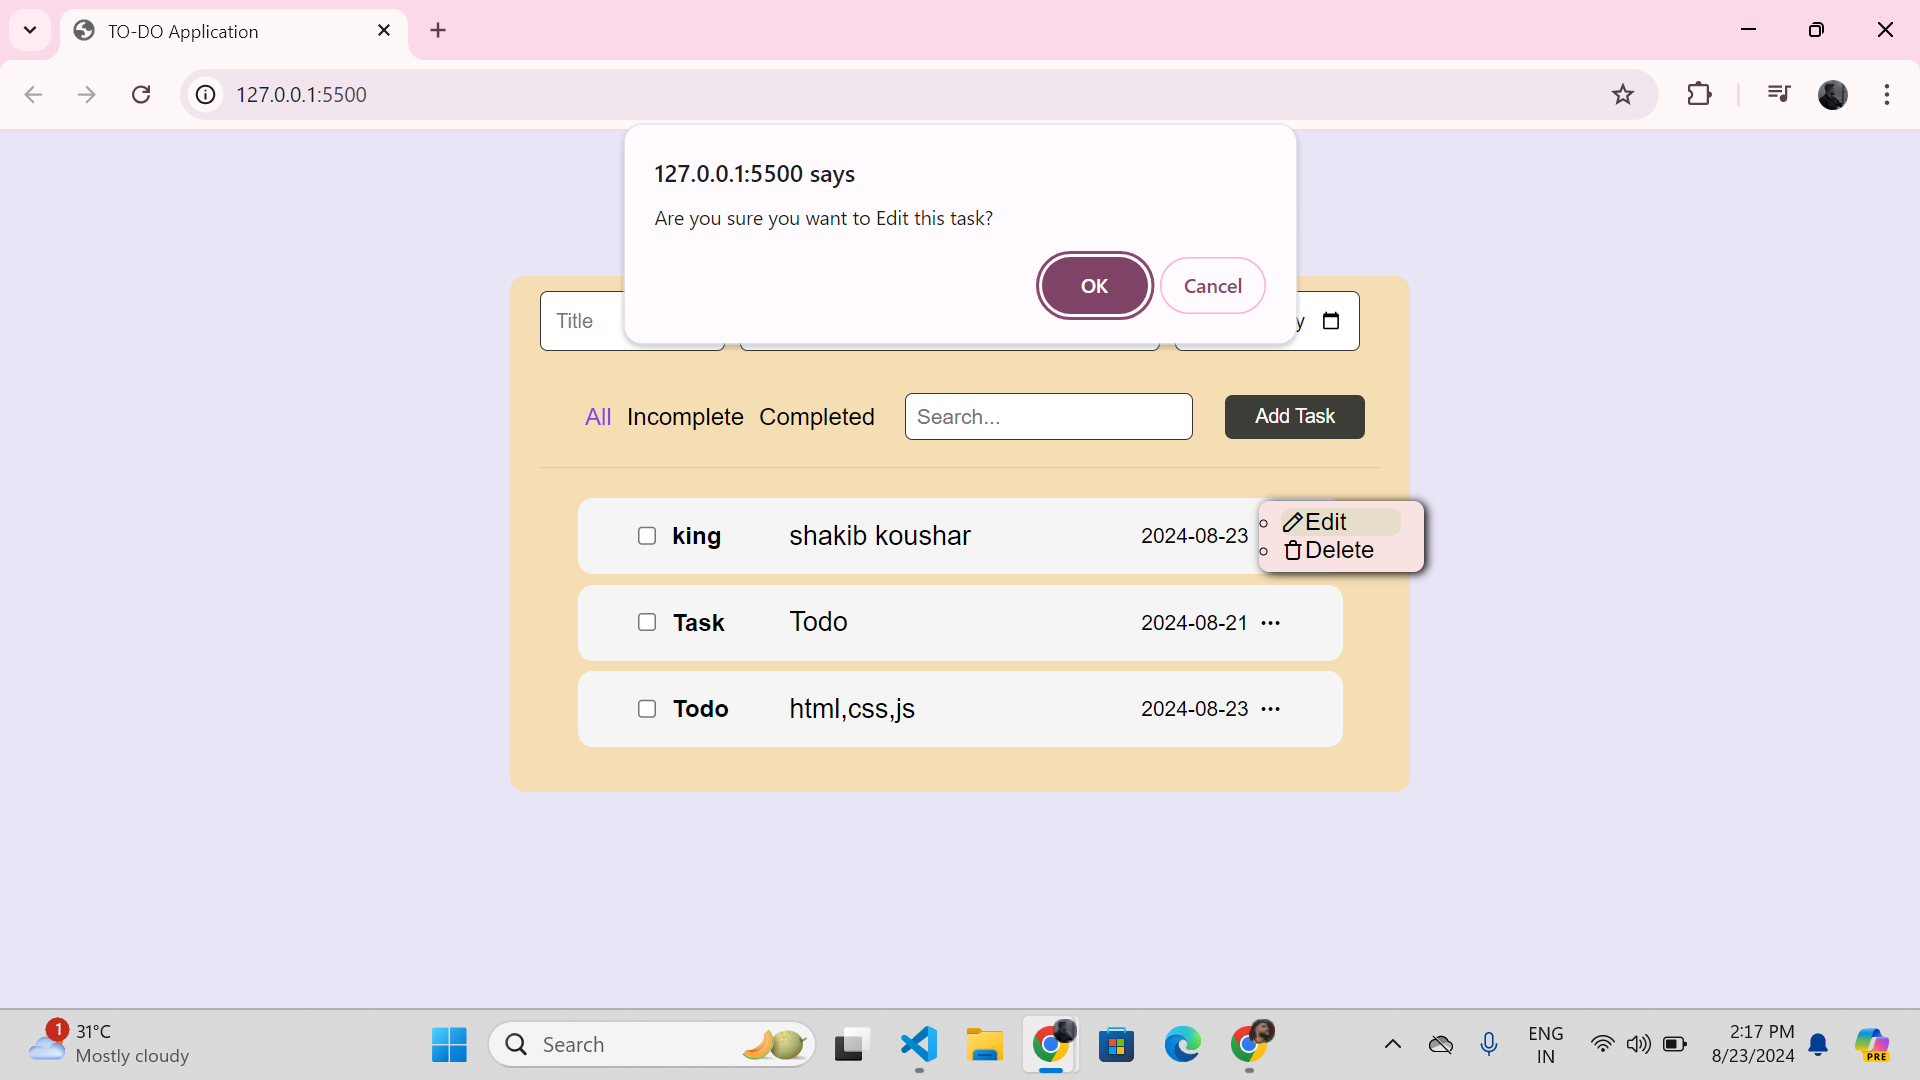 TO-DO Application
127.0.0.1:5500
127.0.0.1:5500 says
Are you sure you want to Edit this task?
OK Cancel
Title y
All Incomplete Completed Search... Add Task
king shakib koushar 2024-08-23
Edit
Delete
Task Todo 2024-08-21
Todo html,css,js 2024-08-23
1 31°C
Mostly cloudy
Search
ENG
IN
2:17 PM
8/23/2024
PRE